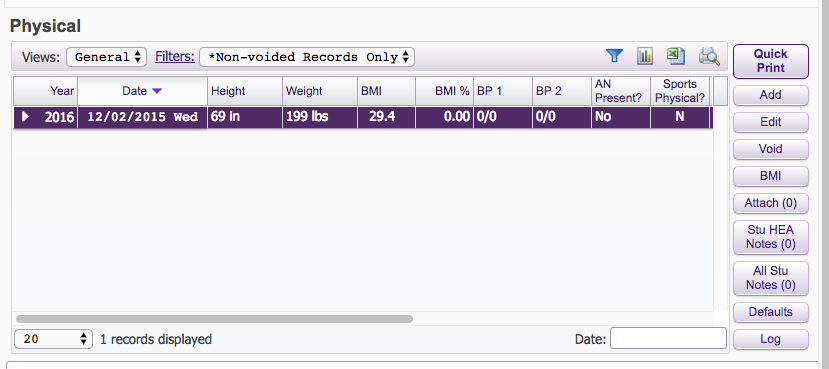 Physical
Views: General Filters: *Non-voided Records Only
Quick
Print
Year Date Height Weight BMI BMI % BP 1 BP 2 AN Present? Sports Physical?
2016 12/02/2015 Wed 69 in 199 lbs 29.4 0.00 0/0 0/0 No N
Add
Edit
Void
BMI
Attach (0)
Stu HEA
Notes (0)
All Stu
Notes (0)
Defaults
Log
20 1 records displayed Date: